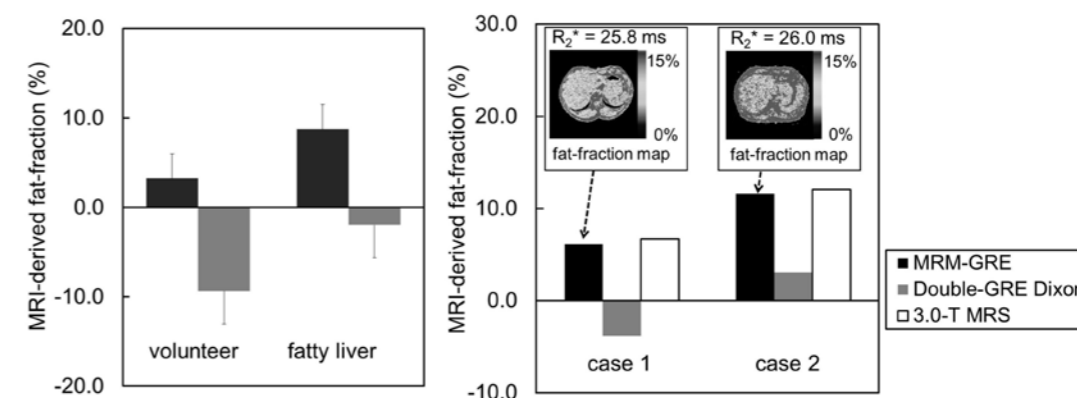 MRI-derived fat-fraction (%)
20.0
10.0
0.0
-10.0
-20.0
volunteer
fatty liver
MRI-derived fat-fraction (%)
30.0
20.0
10.0
0.0
-10.0
R2* = 25.8 ms
15%
0%
fat-fraction map
R2* = 26.0 ms
15%
0%
fat-fraction map
case 1
case 2
MRM-GRE
Double-GRE Dixon
3.0-T MRS